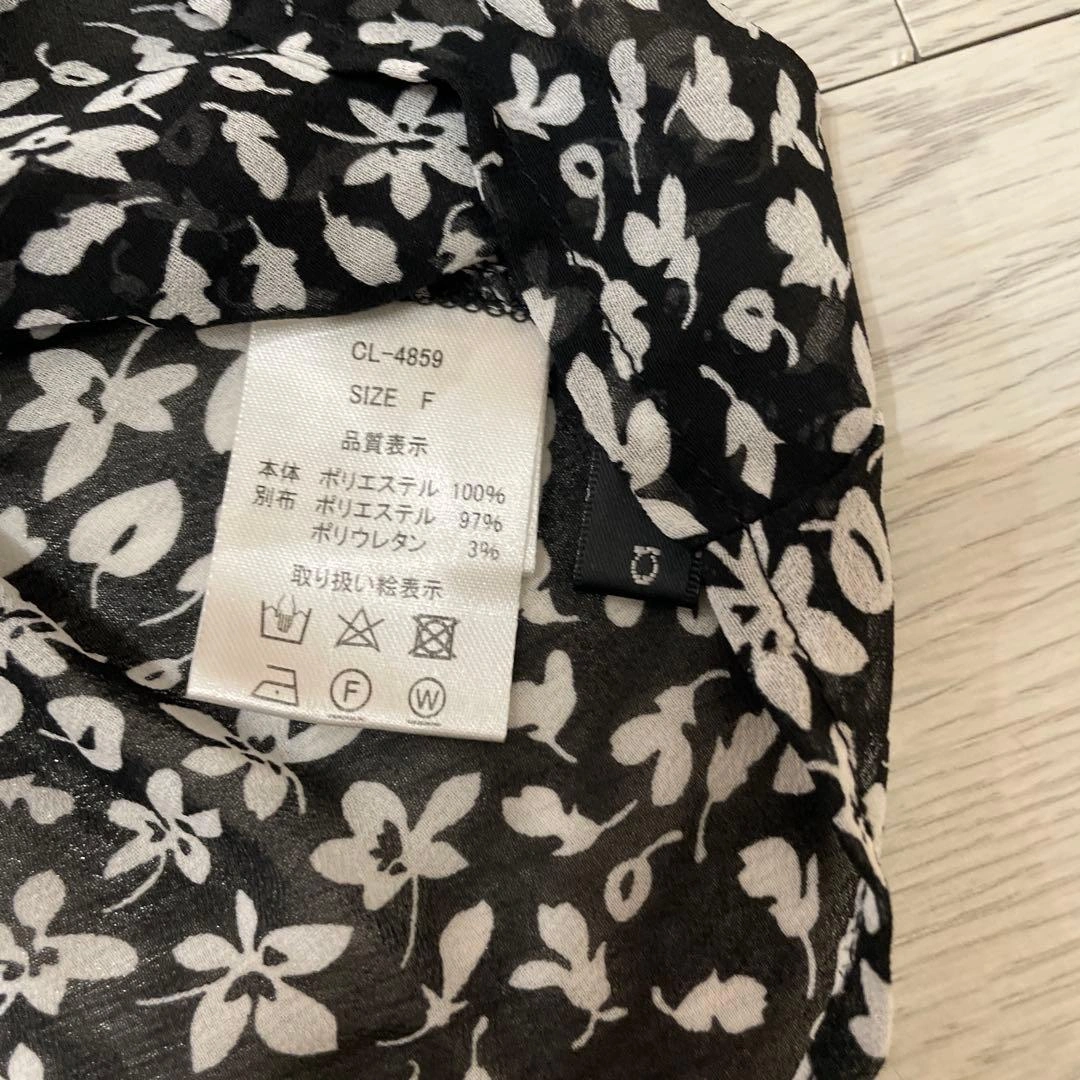 CL-4859
SIZE F
品質表示
本体 ポリエステル 100%
別布 ポリエステル 97%
ポリウレタン 3%
取り扱い絵表示
F
W